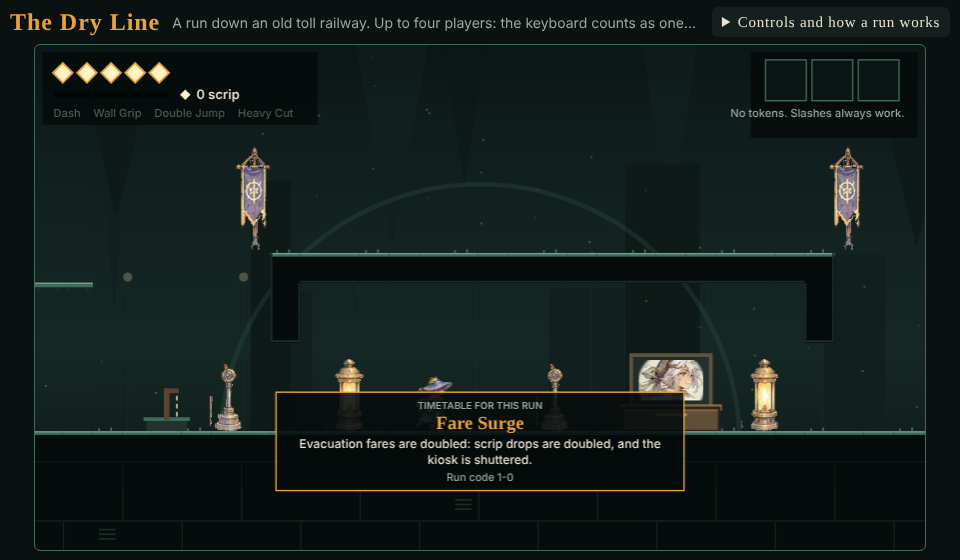 The Dry Line
A run down an old toll railway. Up to four players: the keyboard counts as one...
▶ Controls and how a run works
0 scrip
Dash Wall Grip Double Jump Heavy Cut
No tokens. Slashes always work.
TIMETABLE FOR THIS RUN
Fare Surge
Evacuation fares are doubled: scrip drops are doubled, and the
kiosk is shuttered.
Run code 1-0